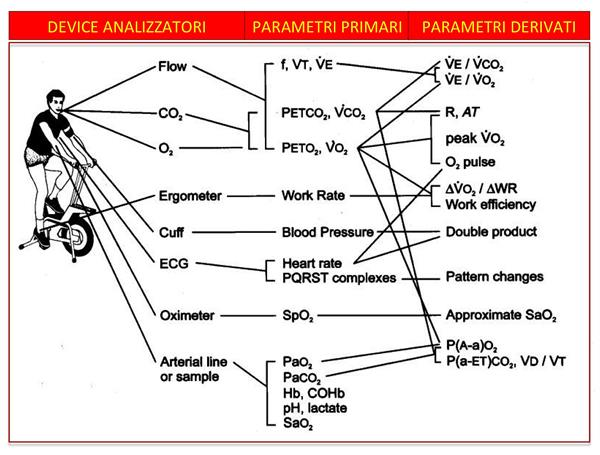 DEVICE ANALIZZATORI
PARAMETRI PRIMARI
PARAMETRI DERIVATI
Flow
CO₂
O₂
Ergometer
Cuff
ECG
Oximeter
Arterial line
or sample
f, VT, V̇E
PETCO₂, V̇CO₂
PETO₂, V̇O₂
Work Rate
Blood Pressure
Heart rate
PQRST complexes
SpO₂
PaO₂
PaCO₂
Hb, COHb
pH, lactate
SaO₂
V̇E / V̇CO₂
V̇E / V̇O₂
R, AT
peak V̇O₂
O₂ pulse
ΔV̇O₂ / ΔWR
Work efficiency
Double product
Pattern changes
Approximate SaO₂
P(A-a)O₂
P(a-ET)CO₂, VD / VT